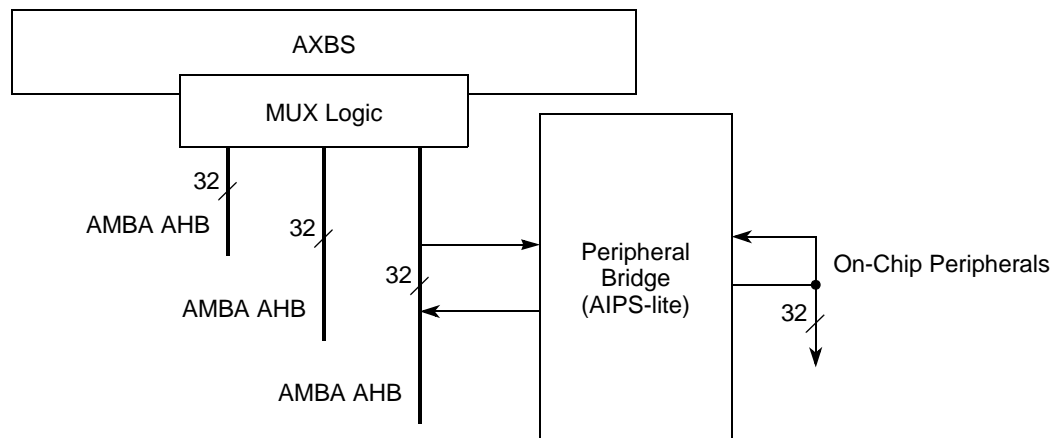 AXBS
MUX Logic
32
AMBA AHB
32
AMBA AHB
32
AMBA AHB
Peripheral
Bridge
(AIPS-lite)
On-Chip Peripherals
32